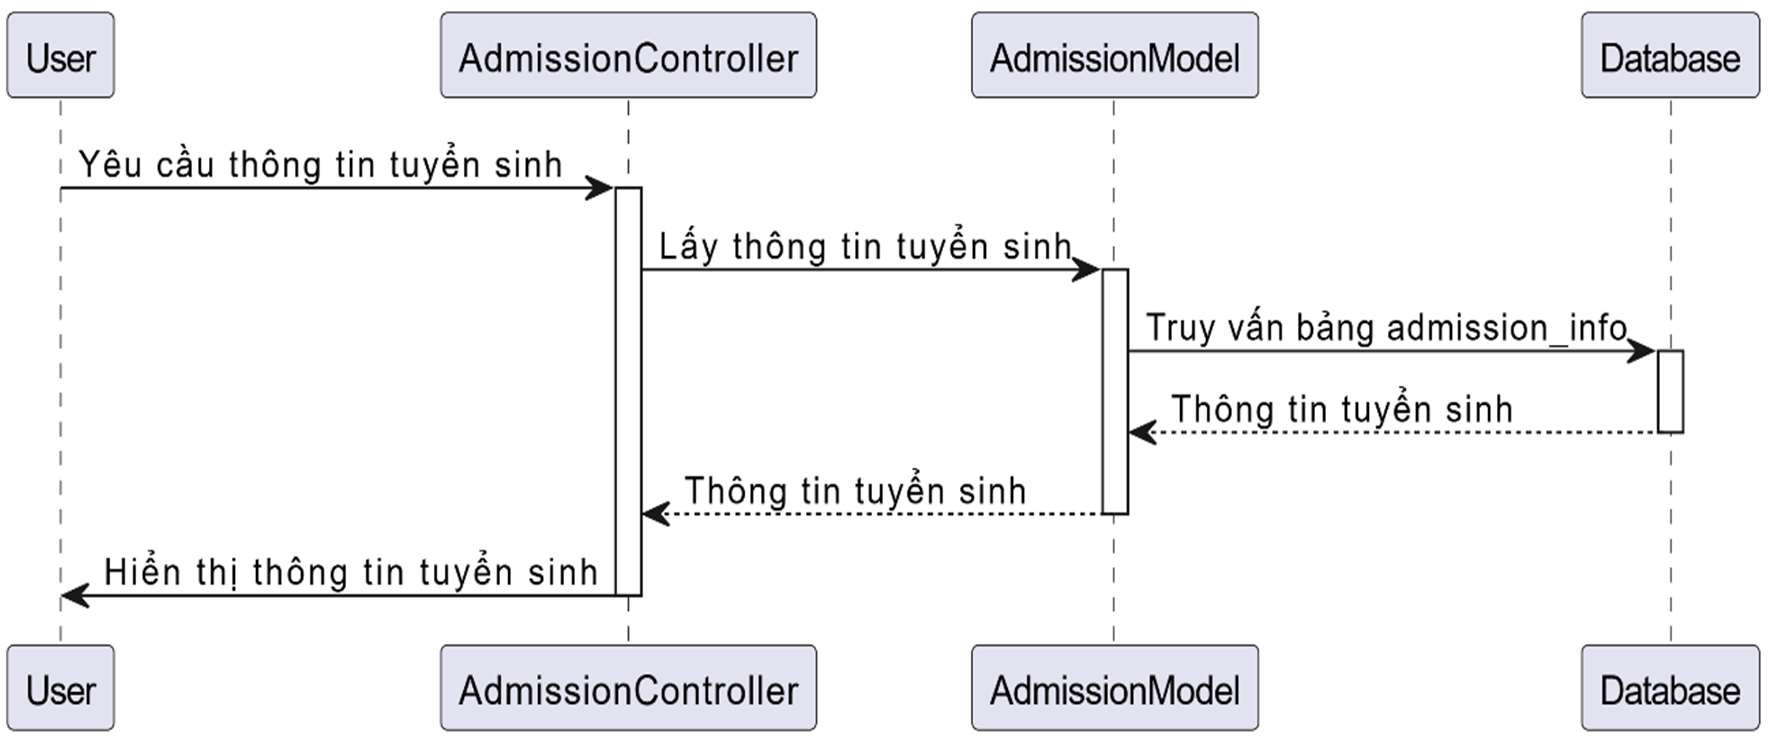 User
AdmissionController
AdmissionModel
Database
Yêu cầu thông tin tuyển sinh
Lấy thông tin tuyển sinh
Truy vấn bảng admission_info
Thông tin tuyển sinh
Thông tin tuyển sinh
Hiển thị thông tin tuyển sinh
User
AdmissionController
AdmissionModel
Database